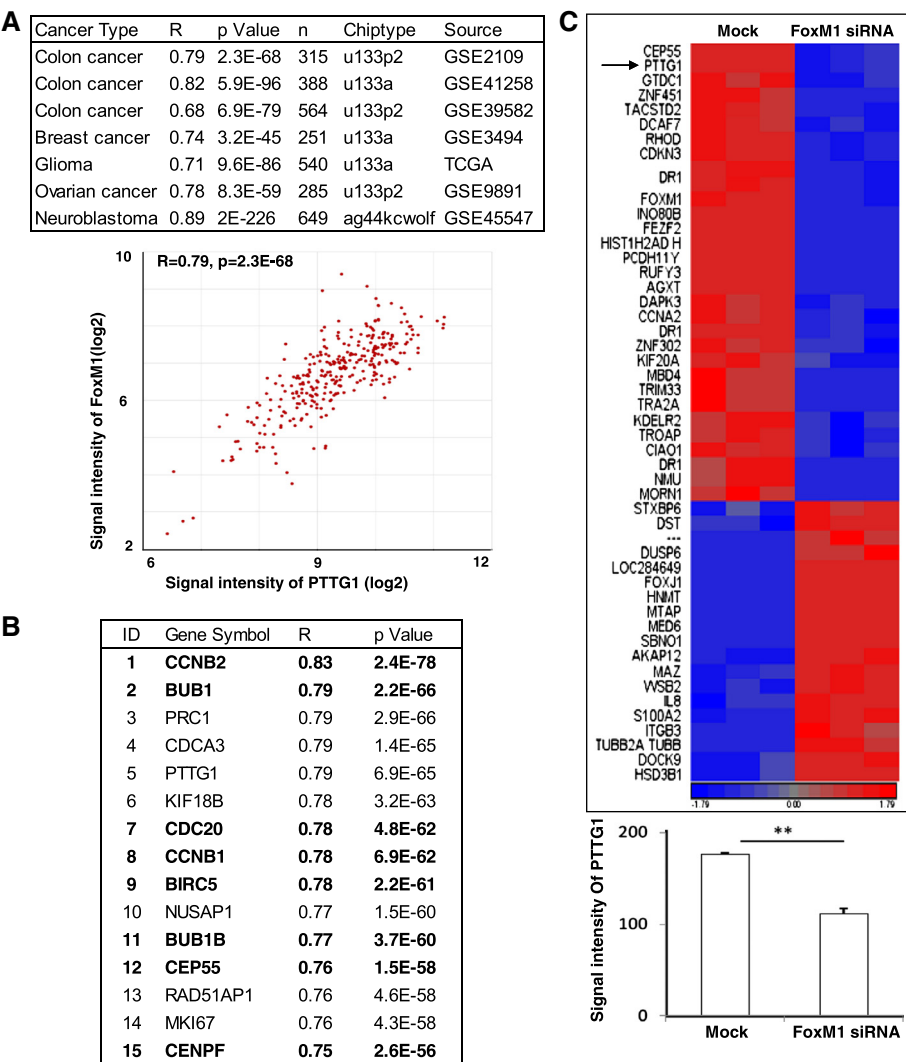 A
Cancer Type R p Value n Chiptype Source
Colon cancer 0.79 2.3E-68 315 u133p2 GSE2109
Colon cancer 0.82 5.9E-96 388 u133a GSE41258
Colon cancer 0.68 6.9E-79 564 u133p2 GSE39582
Breast cancer 0.74 3.2E-45 251 u133a GSE3494
Glioma 0.71 9.6E-86 540 u133a TCGA
Ovarian cancer 0.78 8.3E-59 285 u133p2 GSE9891
Neuroblastoma 0.89 2E-226 649 ag44kcwolf GSE45547
R=0.79, p=2.3E-68
Signal intensity of FoxM1(log2)
10
6
2
6 9 12
Signal intensity of PTTG1 (log2)
B
ID Gene Symbol R p Value
1 CCNB2 0.83 2.4E-78
2 BUB1 0.79 2.2E-66
3 PRC1 0.79 2.9E-66
4 CDCA3 0.79 1.4E-65
5 PTTG1 0.79 6.9E-65
6 KIF18B 0.78 3.2E-63
7 CDC20 0.78 4.8E-62
8 CCNB1 0.78 6.9E-62
9 BIRC5 0.78 2.2E-61
10 NUSAP1 0.77 1.5E-60
11 BUB1B 0.77 3.7E-60
12 CEP55 0.76 1.5E-58
13 RAD51AP1 0.76 4.6E-58
14 MKI67 0.76 4.3E-58
15 CENPF 0.75 2.6E-56
C
Mock FoxM1 siRNA
CEP55
PTTG1
GTDC1
ZNF451
TACSTD2
DCAF7
RHOD
CDKN3
DR1
FOXM1
INO80B
FEZF2
HIST1H2AD H
PCDH11Y
RUFY3
AGXT
DAPK3
CCNA2
DR1
ZNF302
KIF20A
MBD4
TRIM33
TRA2A
KDELR2
TROAP
CIAO1
DR1
NMU
MORN1
STXBP6
DST
---
DUSP6
LOC284649
FOXJ1
HNMT
MTAP
MED6
SBNO1
AKAP12
MAZ
WSB2
IL8
S100A2
ITGB3
TUBB2A TUBB
DOCK9
HSD3B1
-1.79 0.00 1.79
Signal intensity Of PTTG1
200
100
0
**
Mock FoxM1 siRNA